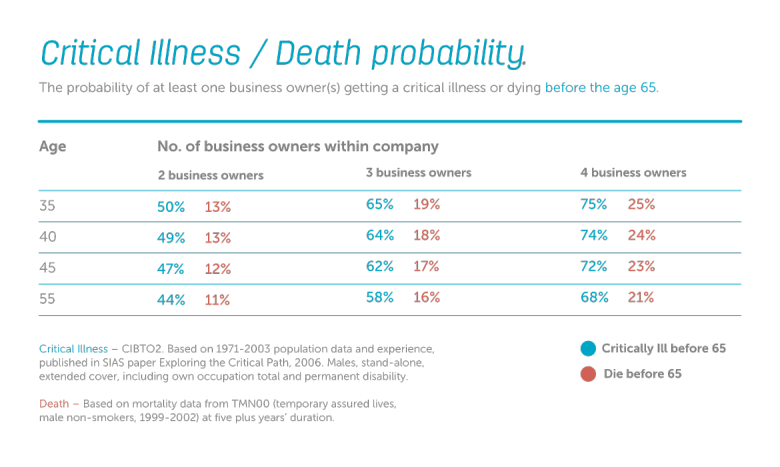 Critical Illness / Death probability.
The probability of at least one business owner(s) getting a critical illness or dying before the age 65.
Age No. of business owners within company
2 business owners 3 business owners 4 business owners
35 50% 13% 65% 19% 75% 25%
40 49% 13% 64% 18% 74% 24%
45 47% 12% 62% 17% 72% 23%
55 44% 11% 58% 16% 68% 21%
Critical Illness – CIBTO2. Based on 1971-2003 population data and experience,
published in SIAS paper Exploring the Critical Path, 2006. Males, stand-alone,
extended cover, including own occupation total and permanent disability.
Death – Based on mortality data from TMN00 (temporary assured lives,
male non-smokers, 1999-2002) at five plus years' duration.
Critically Ill before 65
Die before 65